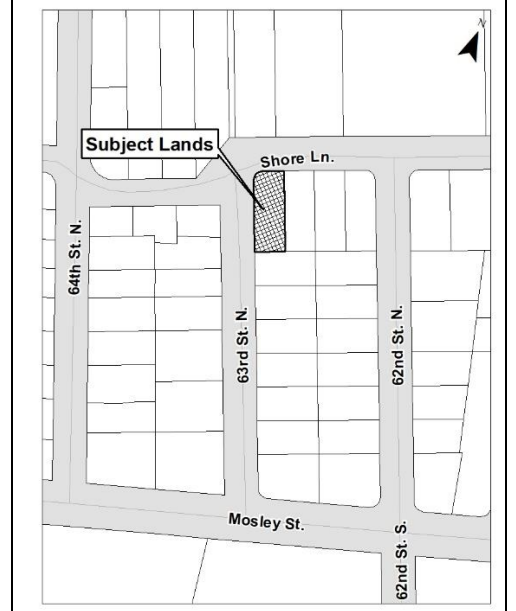 N
Subject Lands
Shore Ln.
64th St. N.
63rd St. N.
62nd St. N.
Mosley St.
62nd St. S.